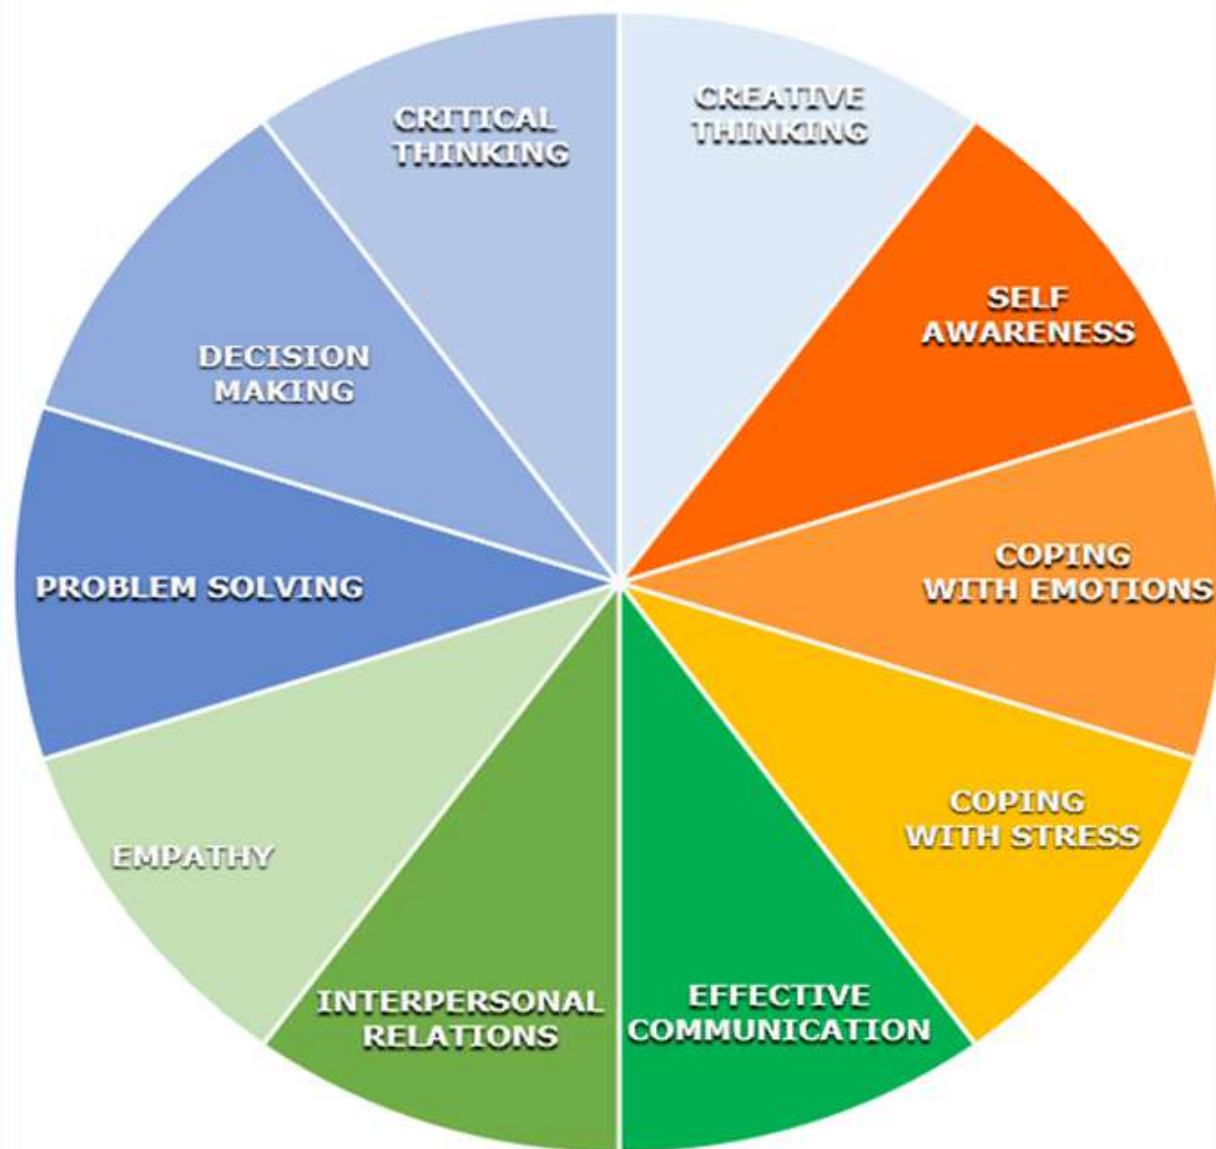 CREATIVE
THINKING
SELF
AWARENESS
COPING
WITH EMOTIONS
COPING
WITH STRESS
EFFECTIVE
COMMUNICATION
INTERPERSONAL
RELATIONS
EMPATHY
PROBLEM SOLVING
DECISION
MAKING
CRITICAL
THINKING